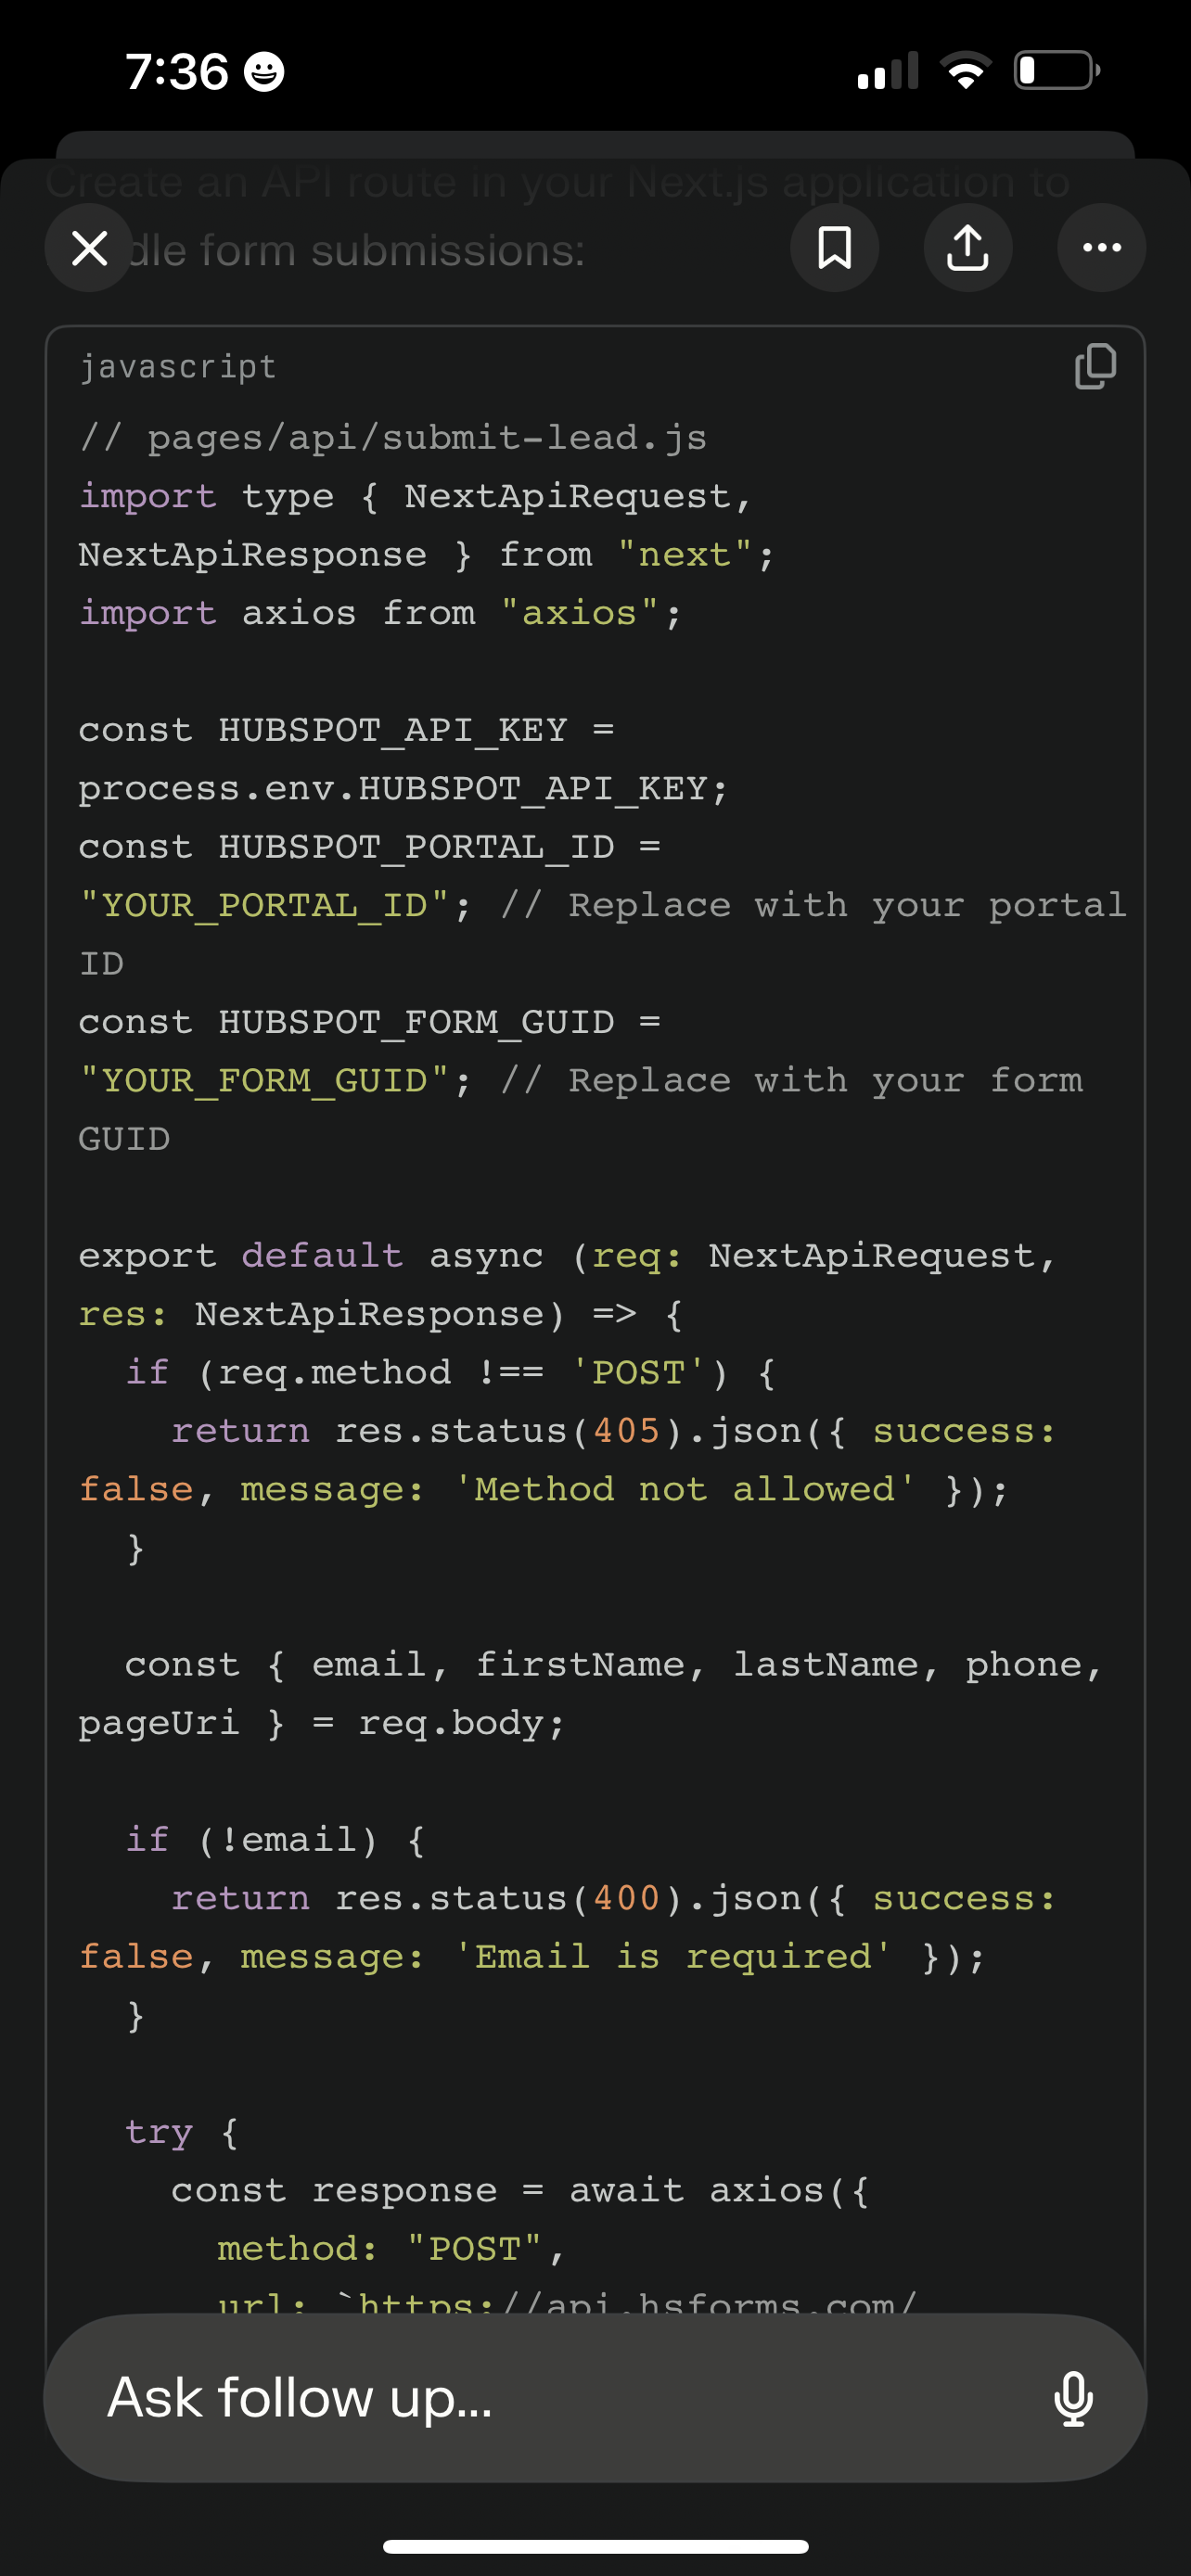 7:36
Create an API route in your Next.js application to
dle form submissions:
javascript
// pages/api/submit-lead.js
import type { NextApiRequest,
NextApiResponse } from "next";
import axios from "axios";
const HUBSPOT_API_KEY =
process.env.HUBSPOT_API_KEY;
const HUBSPOT_PORTAL_ID =
"YOUR_PORTAL_ID"; // Replace with your portal
ID
const HUBSPOT_FORM_GUID =
"YOUR_FORM_GUID"; // Replace with your form
GUID
export default async (req: NextApiRequest,
res: NextApiResponse) => {
  if (req.method !== 'POST') {
    return res.status(405).json({ success:
false, message: 'Method not allowed' });
  }
  const { email, firstName, lastName, phone,
pageUri } = req.body;
  if (!email) {
    return res.status(400).json({ success:
false, message: 'Email is required' });
  }
  try {
    const response = await axios({
      method: "POST",
      url: `https://api.hsforms.com/
Ask follow up...